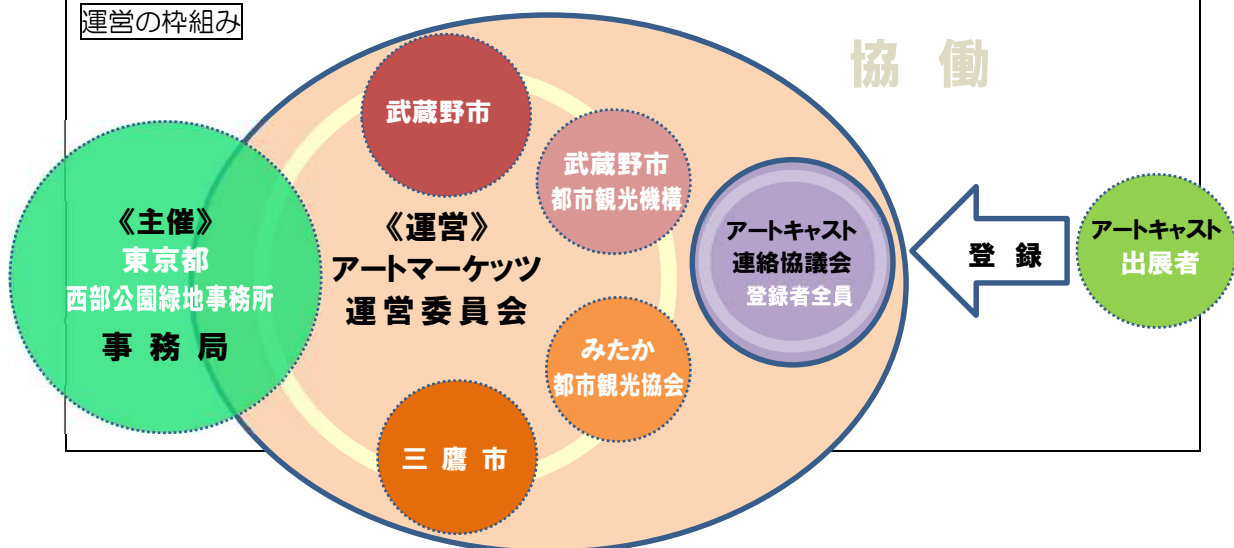 運営の枠組み
協 働
武蔵野市
武蔵野市
都市観光機構
《主催》
東京都
西部公園緑地事務所
事 務 局
《運営》
アートマーケッツ
運営委員会
アートキャスト
連絡協議会
登録者全員
登 録
アートキャスト
出展者
みたか
都市観光協会
三 鷹 市